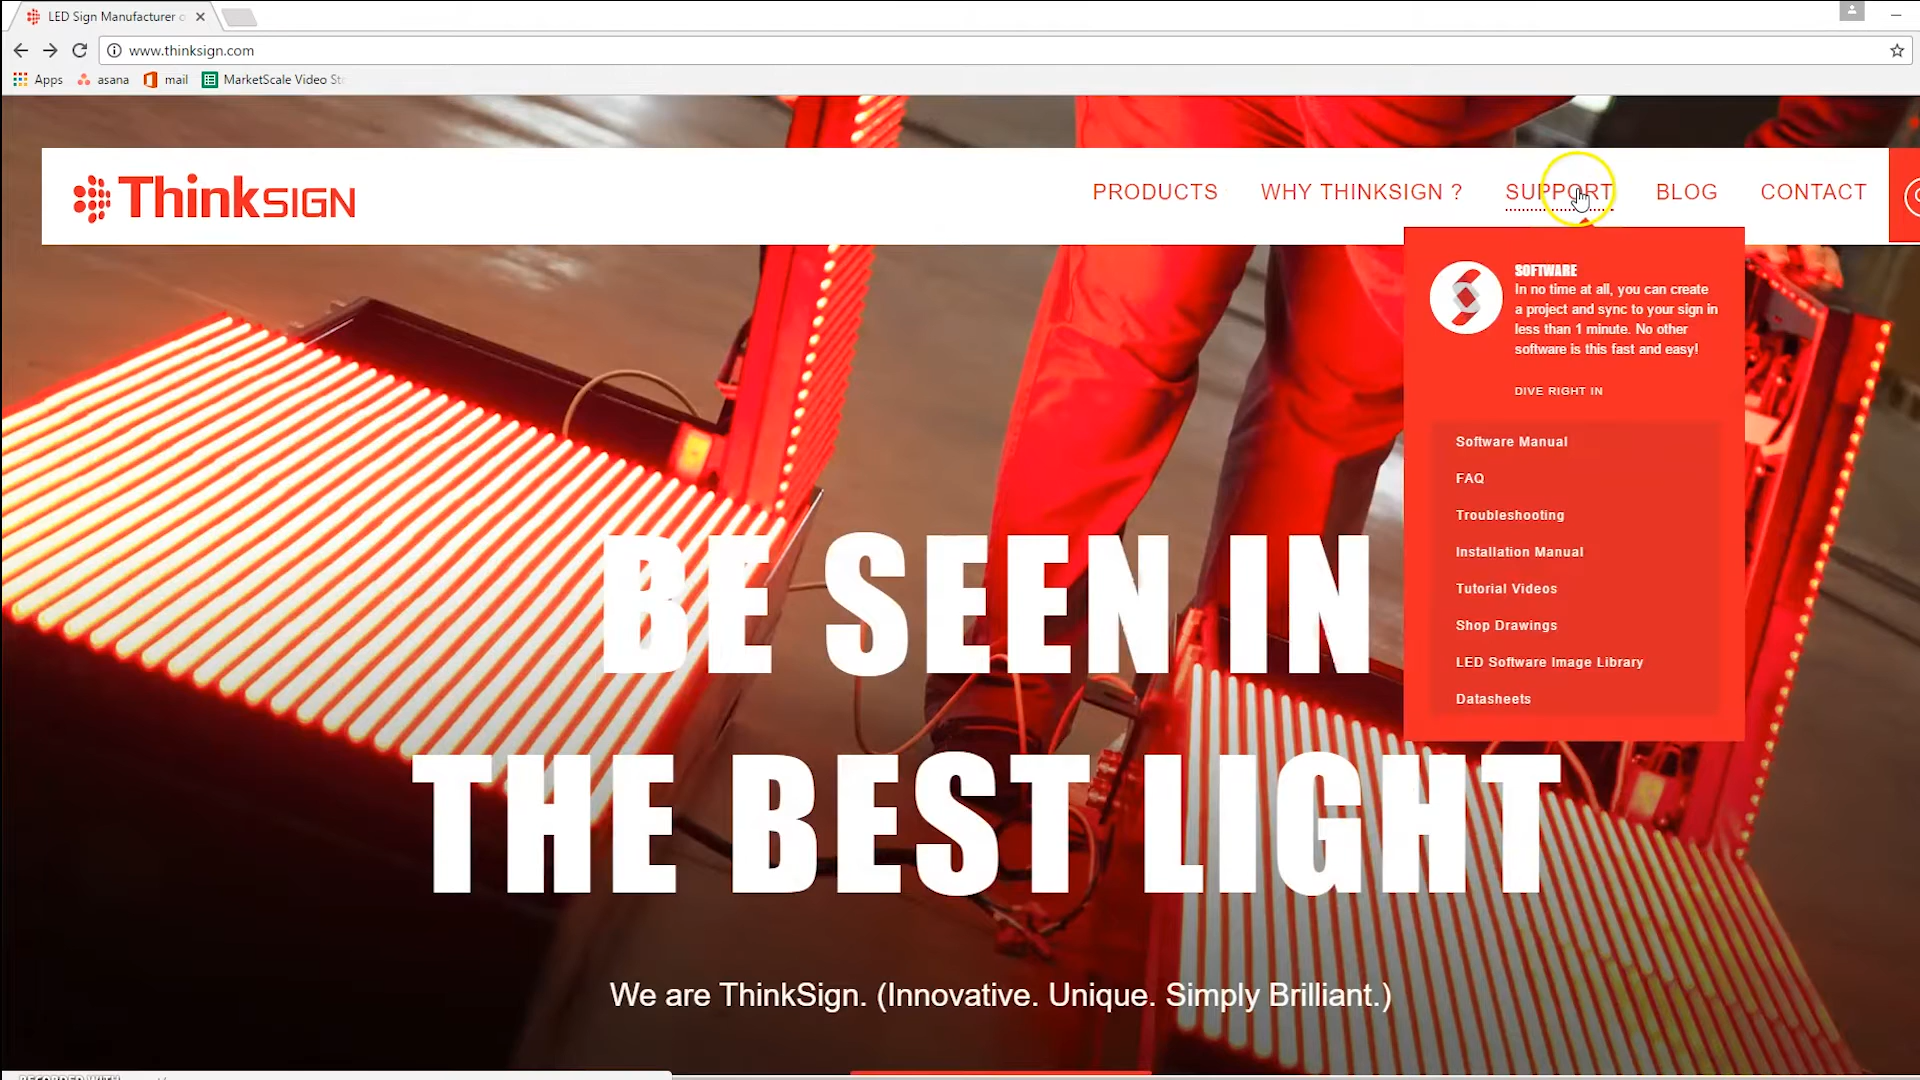 LED Sign Manufacturer
www.thinksign.com
Apps asana mail MarketScale Video St
ThinkSIGN
PRODUCTS WHY THINKSIGN ? SUPPORT BLOG CONTACT
SOFTWARE
In no time at all, you can create
a project and sync to your sign in
less than 1 minute. No other
software is this fast and easy!
DIVE RIGHT IN
Software Manual
FAQ
Troubleshooting
Installation Manual
Tutorial Videos
Shop Drawings
LED Software Image Library
Datasheets
BE SEEN IN
THE BEST LIGHT
We are ThinkSign. (Innovative. Unique. Simply Brilliant.)
RECORDED WITH